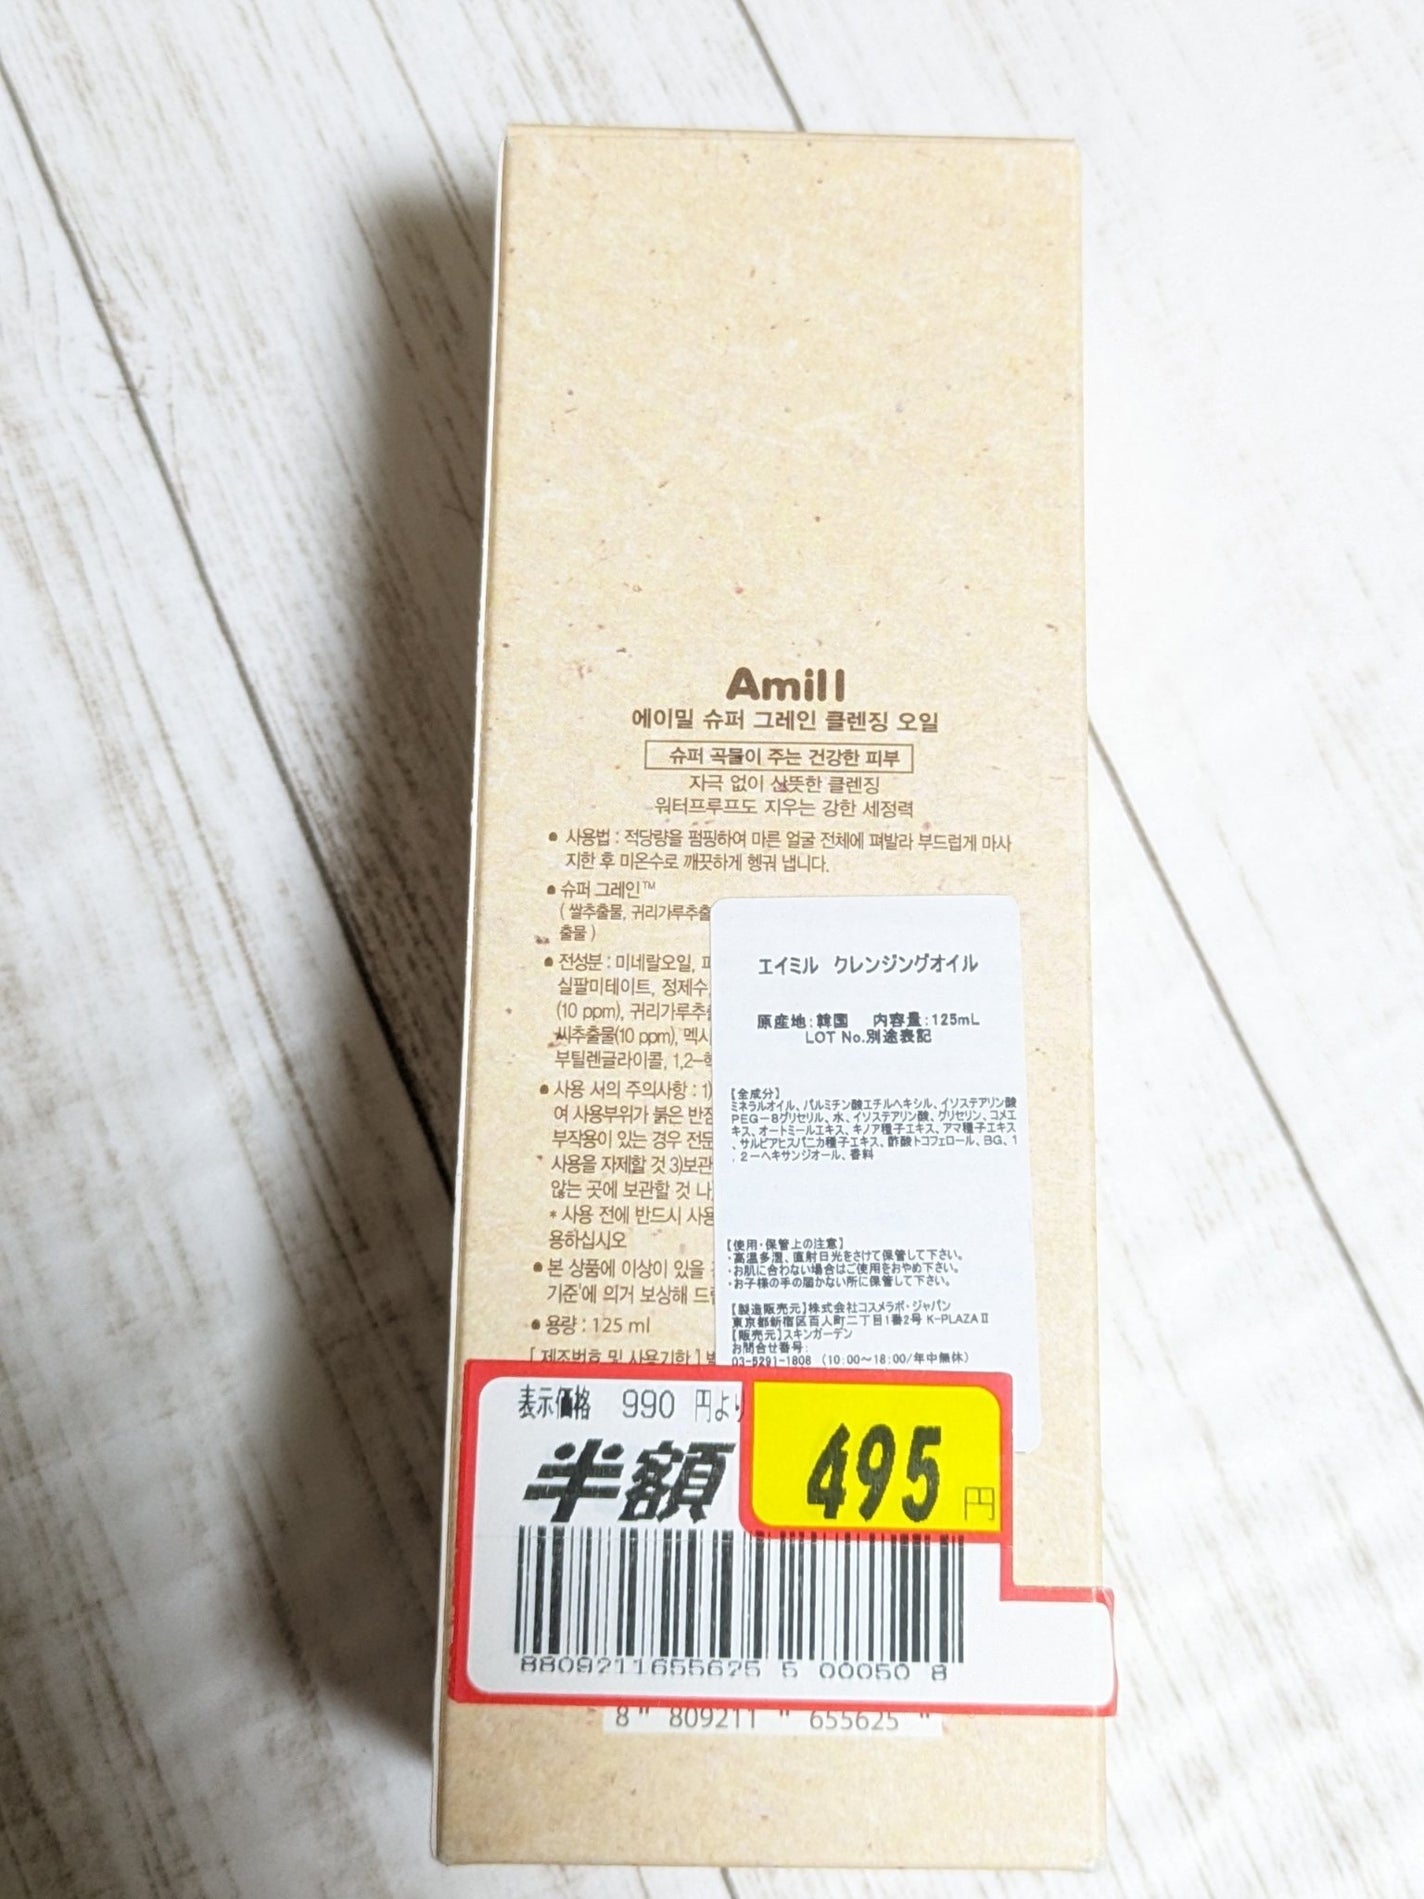 Amill
에이밀 슈퍼 그레인 클렌징 오일
슈퍼 곡물이 주는 건강한 피부
자극 없이 산뜻한 클렌징
워터프루프도 지우는 강한 세정력
• 사용법 : 적당량을 펌핑하여 마른 얼굴 전체에 펴발라 부드럽게 마사
지한 후 미온수로 깨끗하게 헹궈 냅니다.
• 슈퍼 그레인™
( 쌀추출물, 귀리가루추출
출물 )
• 전성분 : 미네랄오일,
실팔미테이트, 정제수,
(10 ppm), 귀리가루추출
씨추출물(10 ppm), 멕시
부틸렌글라이콜, 1,2-헥
• 사용 서의 주의사항 : 1)
여 사용부위가 붉은 반점
부작용이 있는 경우 전문
사용을 자제할 것 3)보관
않는 곳에 보관할 것 나
* 사용 전에 반드시 사용
용하십시오
• 본 상품에 이상이 있을
기준'에 의거 보상해 드
• 용량 : 125 ml
[ 제조번호 및 사용기한 ]
エイミル クレンジングオイル
原産地:韓国 内容量:125mL
LOT No.別途表記
【全成分】
ミネラルオイル、パルミチン酸エチルヘキシル、イソステアリン酸
PEG-8グリセリル、水、イソステアリン酸、グリセリン、コメエ
キス、オートミールエキス、キノア種子エキス、アマ種子エキス
、サルビアヒスパニカ種子エキス、酢酸トコフェロール、BG、1
,2-ヘキサンジオール、香料
【使用・保管上の注意】
・高温多湿、直射日光をさけて保管して下さい。
・お肌に合わない場合はご使用をおやめ下さい。
・お子様の手の届かない所に保管して下さい。
【製造販売元】株式会社コスメラボ・ジャパン
東京都新宿区百人町二丁目1番2号 K-PLAZAⅡ
【販売元】スキンガーデン
お問合せ番号:
03-5291-1808 (10:00~18:00/年中無休)
表示価格 990 円より
半額 495 円
8809211655625 5 00050 8
8 " 809211 " 655625 "